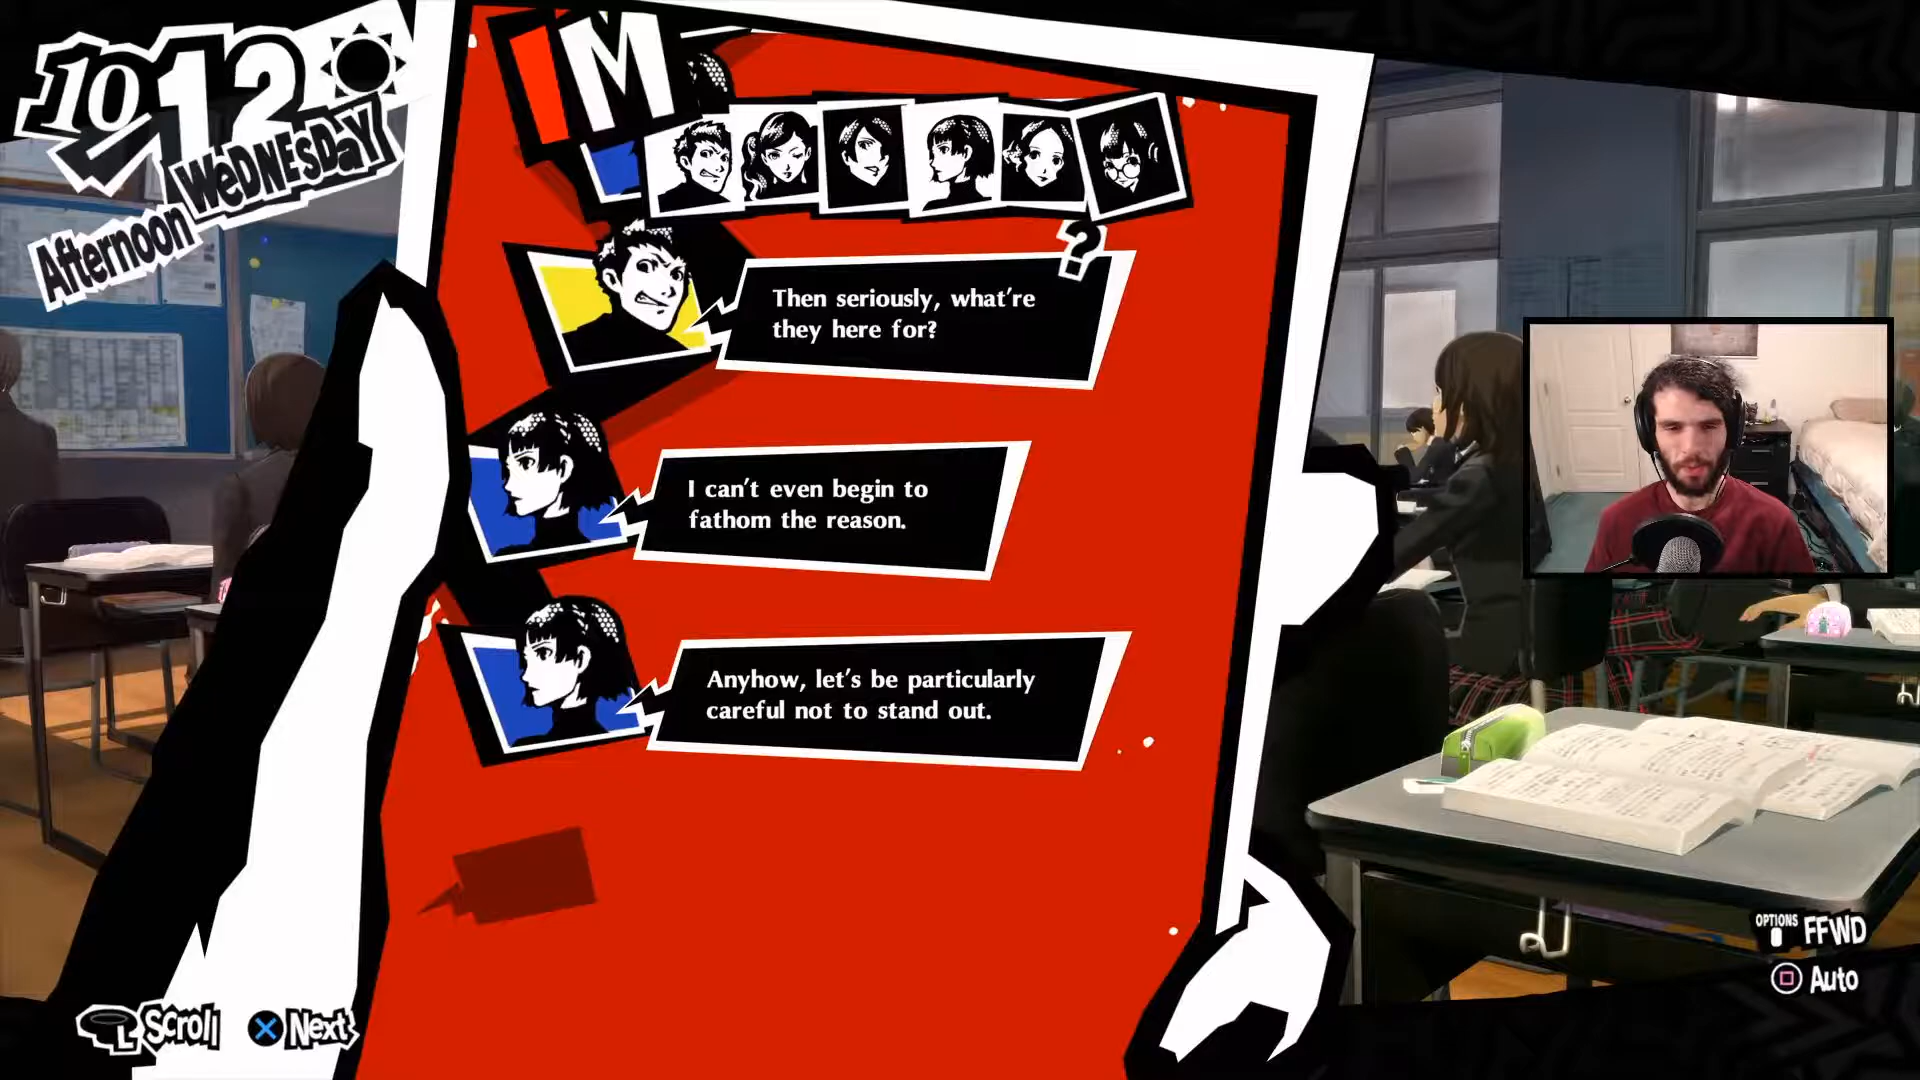 10/12
WeDNESDaY
Afternoon
IM
?
Then seriously, what're
they here for?
I can't even begin to
fathom the reason.
Anyhow, let's be particularly
careful not to stand out.
OPTIONS FFWD
Auto
L Scroll
Next